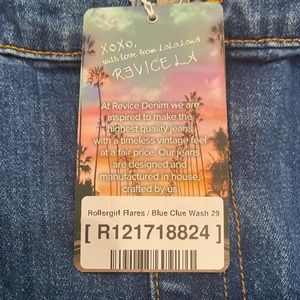 XOXO,
with love from LaLaLand
REVICE LA
At Revice Denim we are
inspired to make the
highest quality jeans
with a timeless vintage feel
at a fair price. Our jeans
are designed and
manufactured in house,
crafted by us.
Rollergirl Flares / Blue Clue Wash 29
[ R121718824 ]